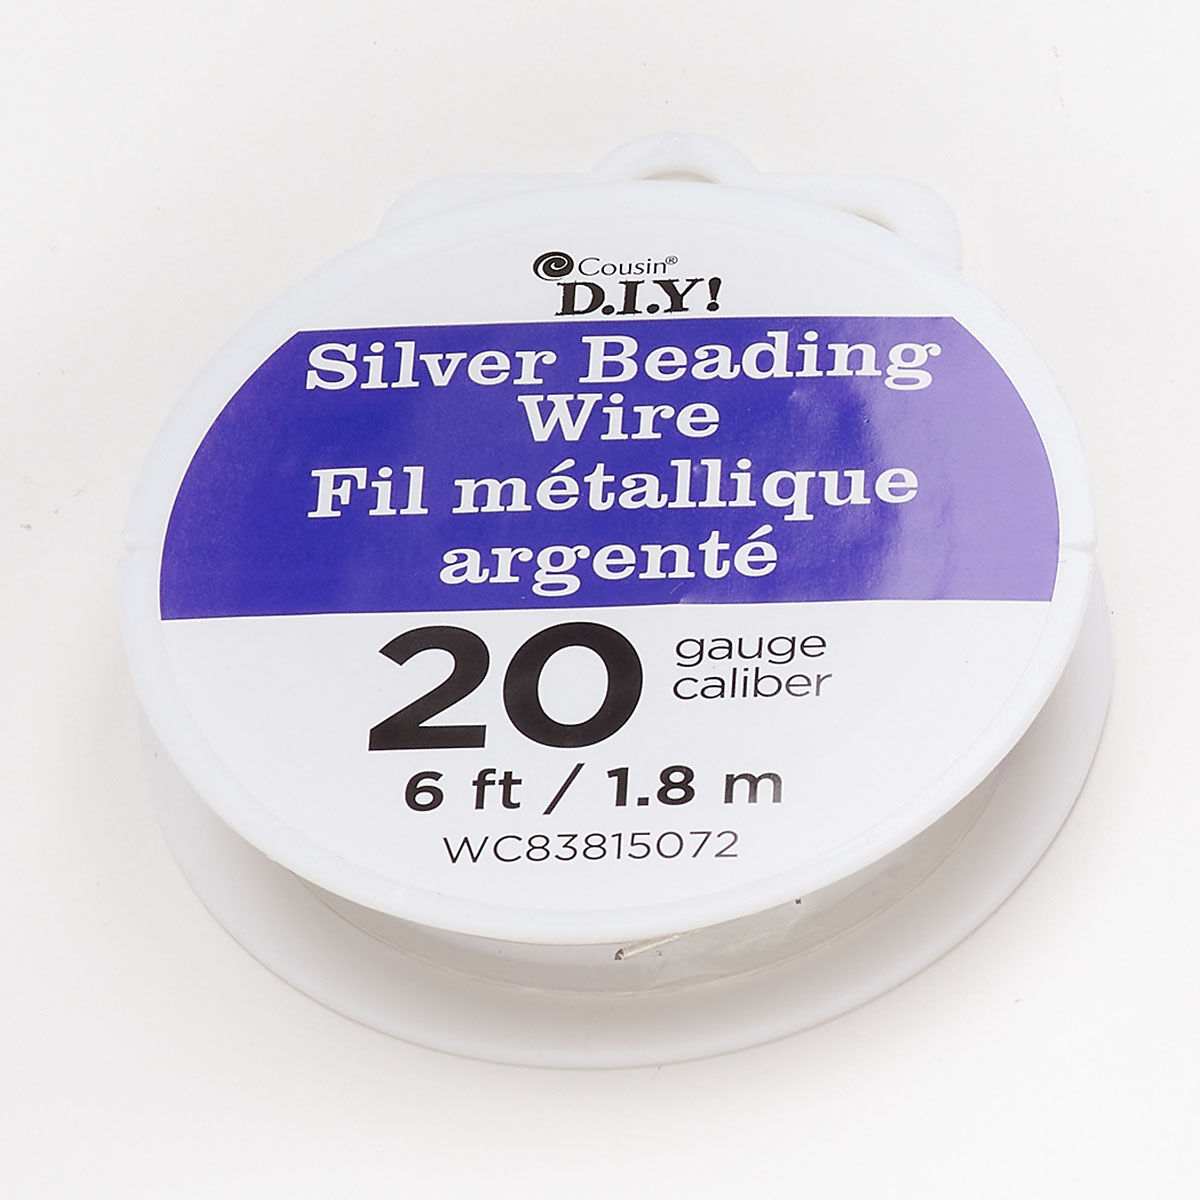 Cousin®
D.I.Y!
Silver Beading
Wire
Fil métallique
argenté
20 gauge
caliber
6 ft / 1.8 m
WC83815072